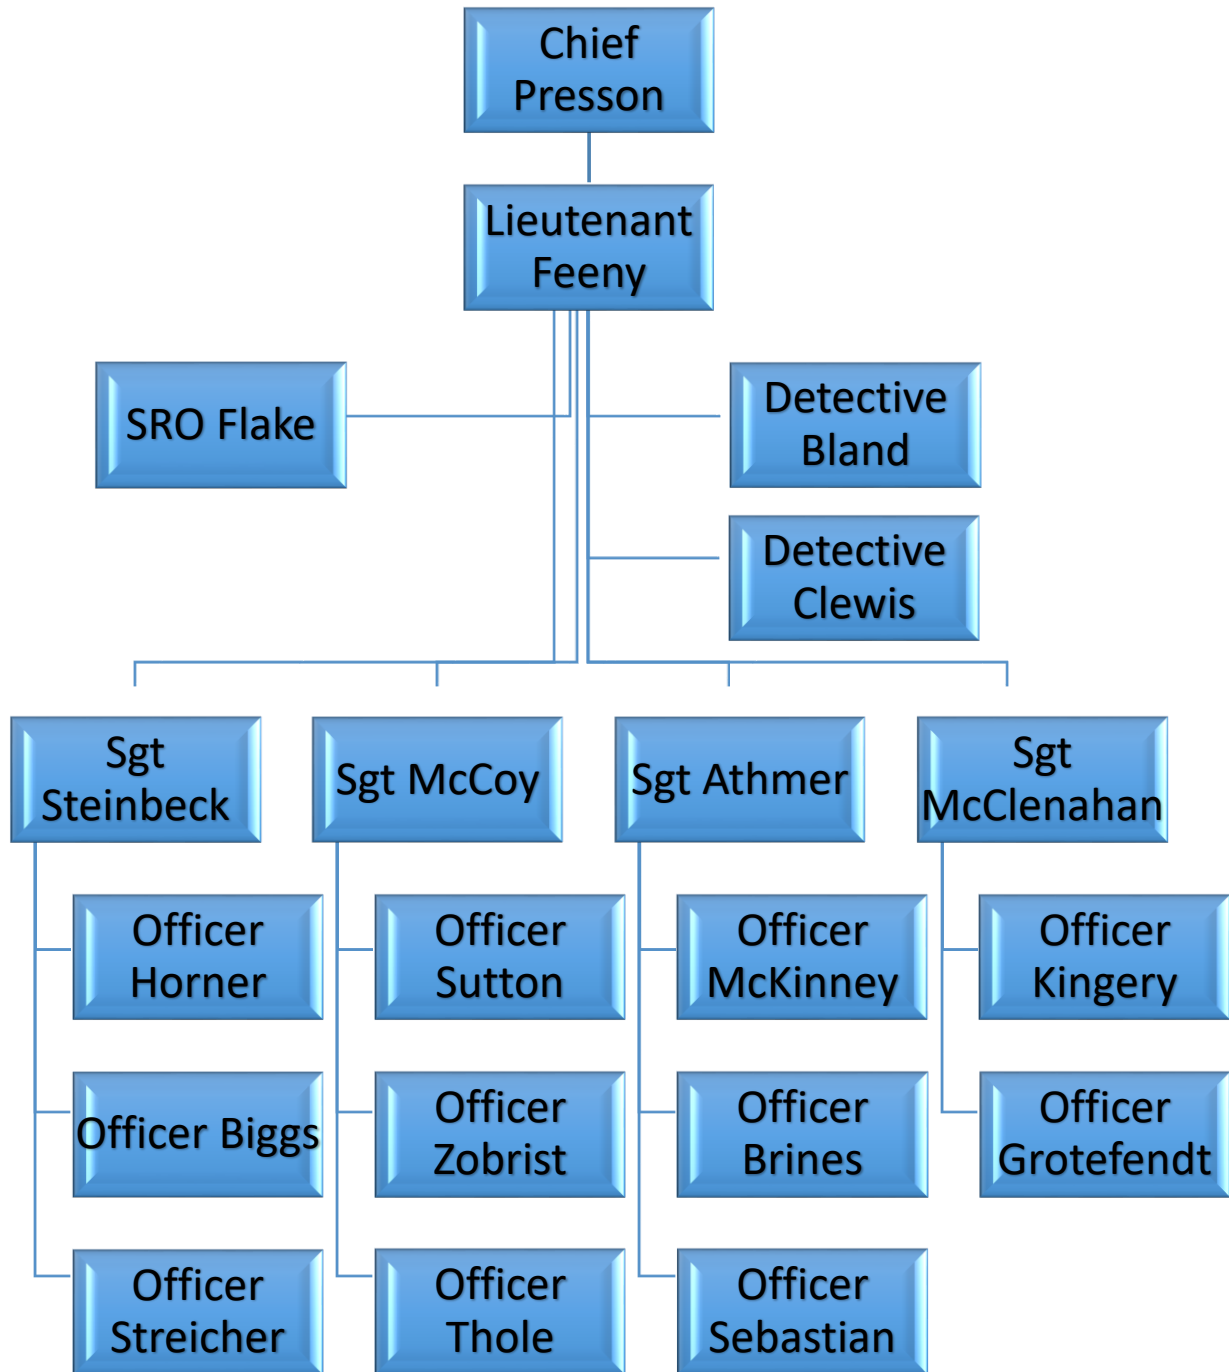 Chief
Presson
Lieutenant
Feeny
SRO Flake
Detective
Bland
Detective
Clewis
Sgt
Steinbeck
Sgt McCoy
Sgt Athmer
Sgt
McClenahan
Officer
Horner
Officer
Sutton
Officer
McKinney
Officer
Kingery
Officer Biggs
Officer
Zobrist
Officer
Brines
Officer
Grotefendt
Officer
Streicher
Officer
Thole
Officer
Sebastian